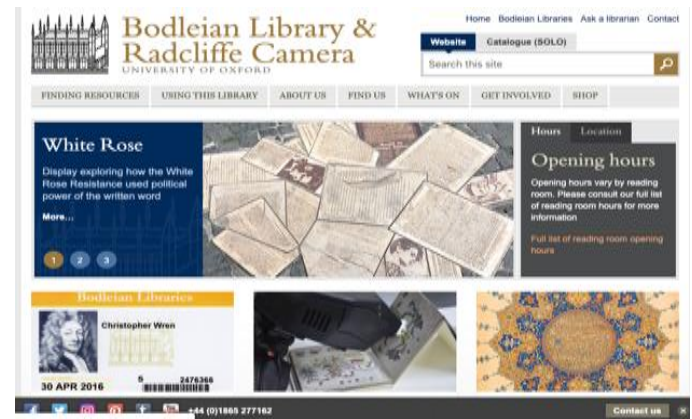 Home Bodleian Libraries Ask a librarian Contact
Bodleian Library &
Radcliffe Camera
UNIVERSITY OF OXFORD
Website Catalogue (SOLO)
Search this site
FINDING RESOURCES USING THIS LIBRARY ABOUT US FIND US WHAT'S ON GET INVOLVED SHOP
White Rose
Display exploring how the White
Rose Resistance used political
power of the written word
More...
1 2 3
Hours Location
Opening hours
Opening hours vary by reading
room. Please consult our full list
of reading room hours for more
information
Full list of reading room opening
hours
Bodleian Libraries
Christopher Wren
5 2476366
30 APR 2016
+44 (0)1865 277162
Contact us